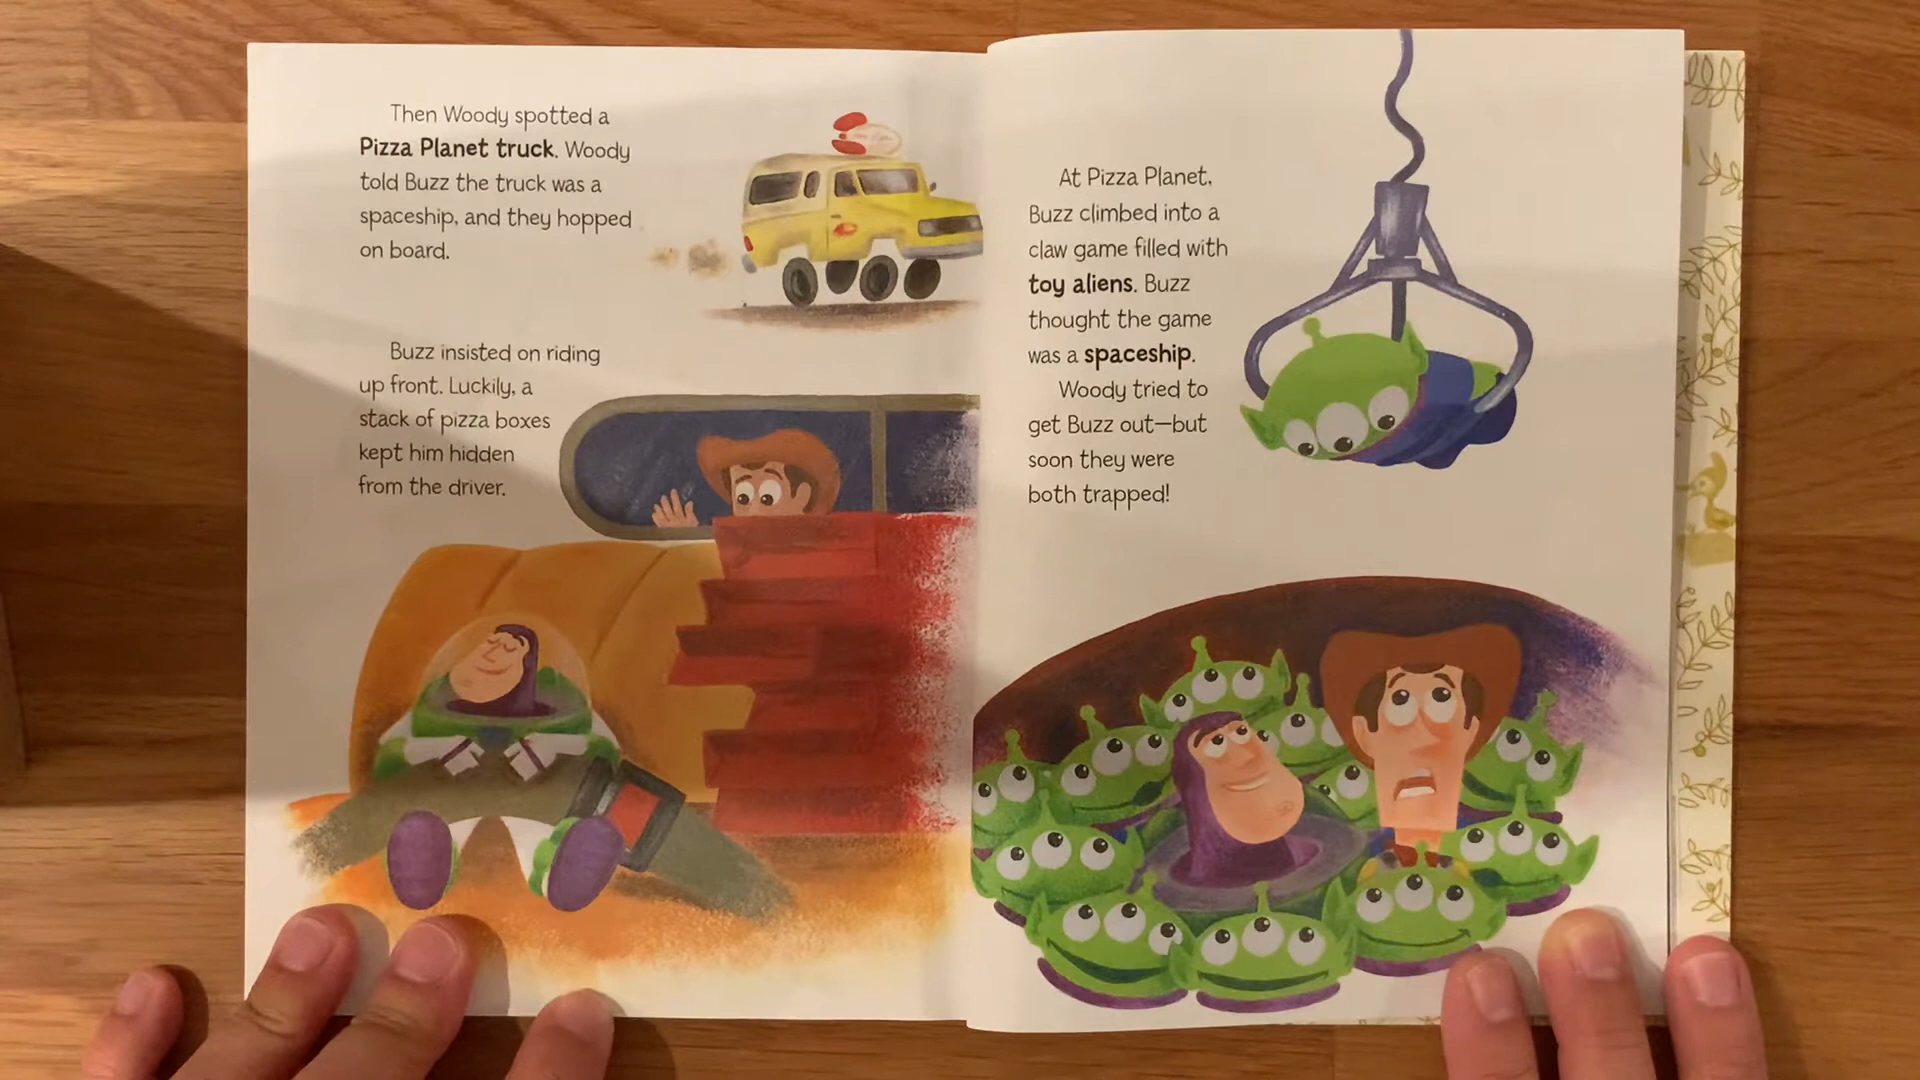 Then Woody spotted a
Pizza Planet truck. Woody
told Buzz the truck was a
spaceship, and they hopped
on board.
Buzz insisted on riding
up front. Luckily, a
stack of pizza boxes
kept him hidden
from the driver.
At Pizza Planet,
Buzz climbed into a
claw game filled with
toy aliens. Buzz
thought the game
was a spaceship.
Woody tried to
get Buzz out—but
soon they were
both trapped!